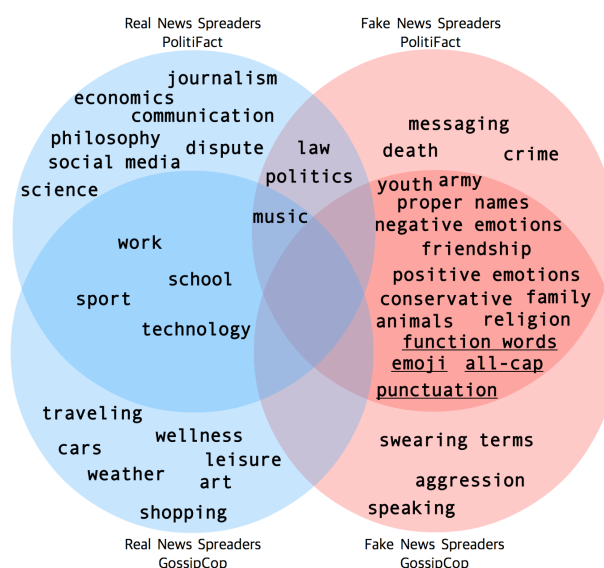 Real News Spreaders
PolitiFact
Fake News Spreaders
PolitiFact
journalism
economics
communication
philosophy
dispute
social media
science
law
politics
music
messaging
death
crime
youth
army
proper names
negative emotions
friendship
positive emotions
conservative
family
animals
religion
function words
emoji
all-cap
punctuation
work
school
sport
technology
traveling
wellness
cars
leisure
weather
art
shopping
swearing terms
aggression
speaking
Real News Spreaders
GossipCop
Fake News Spreaders
GossipCop